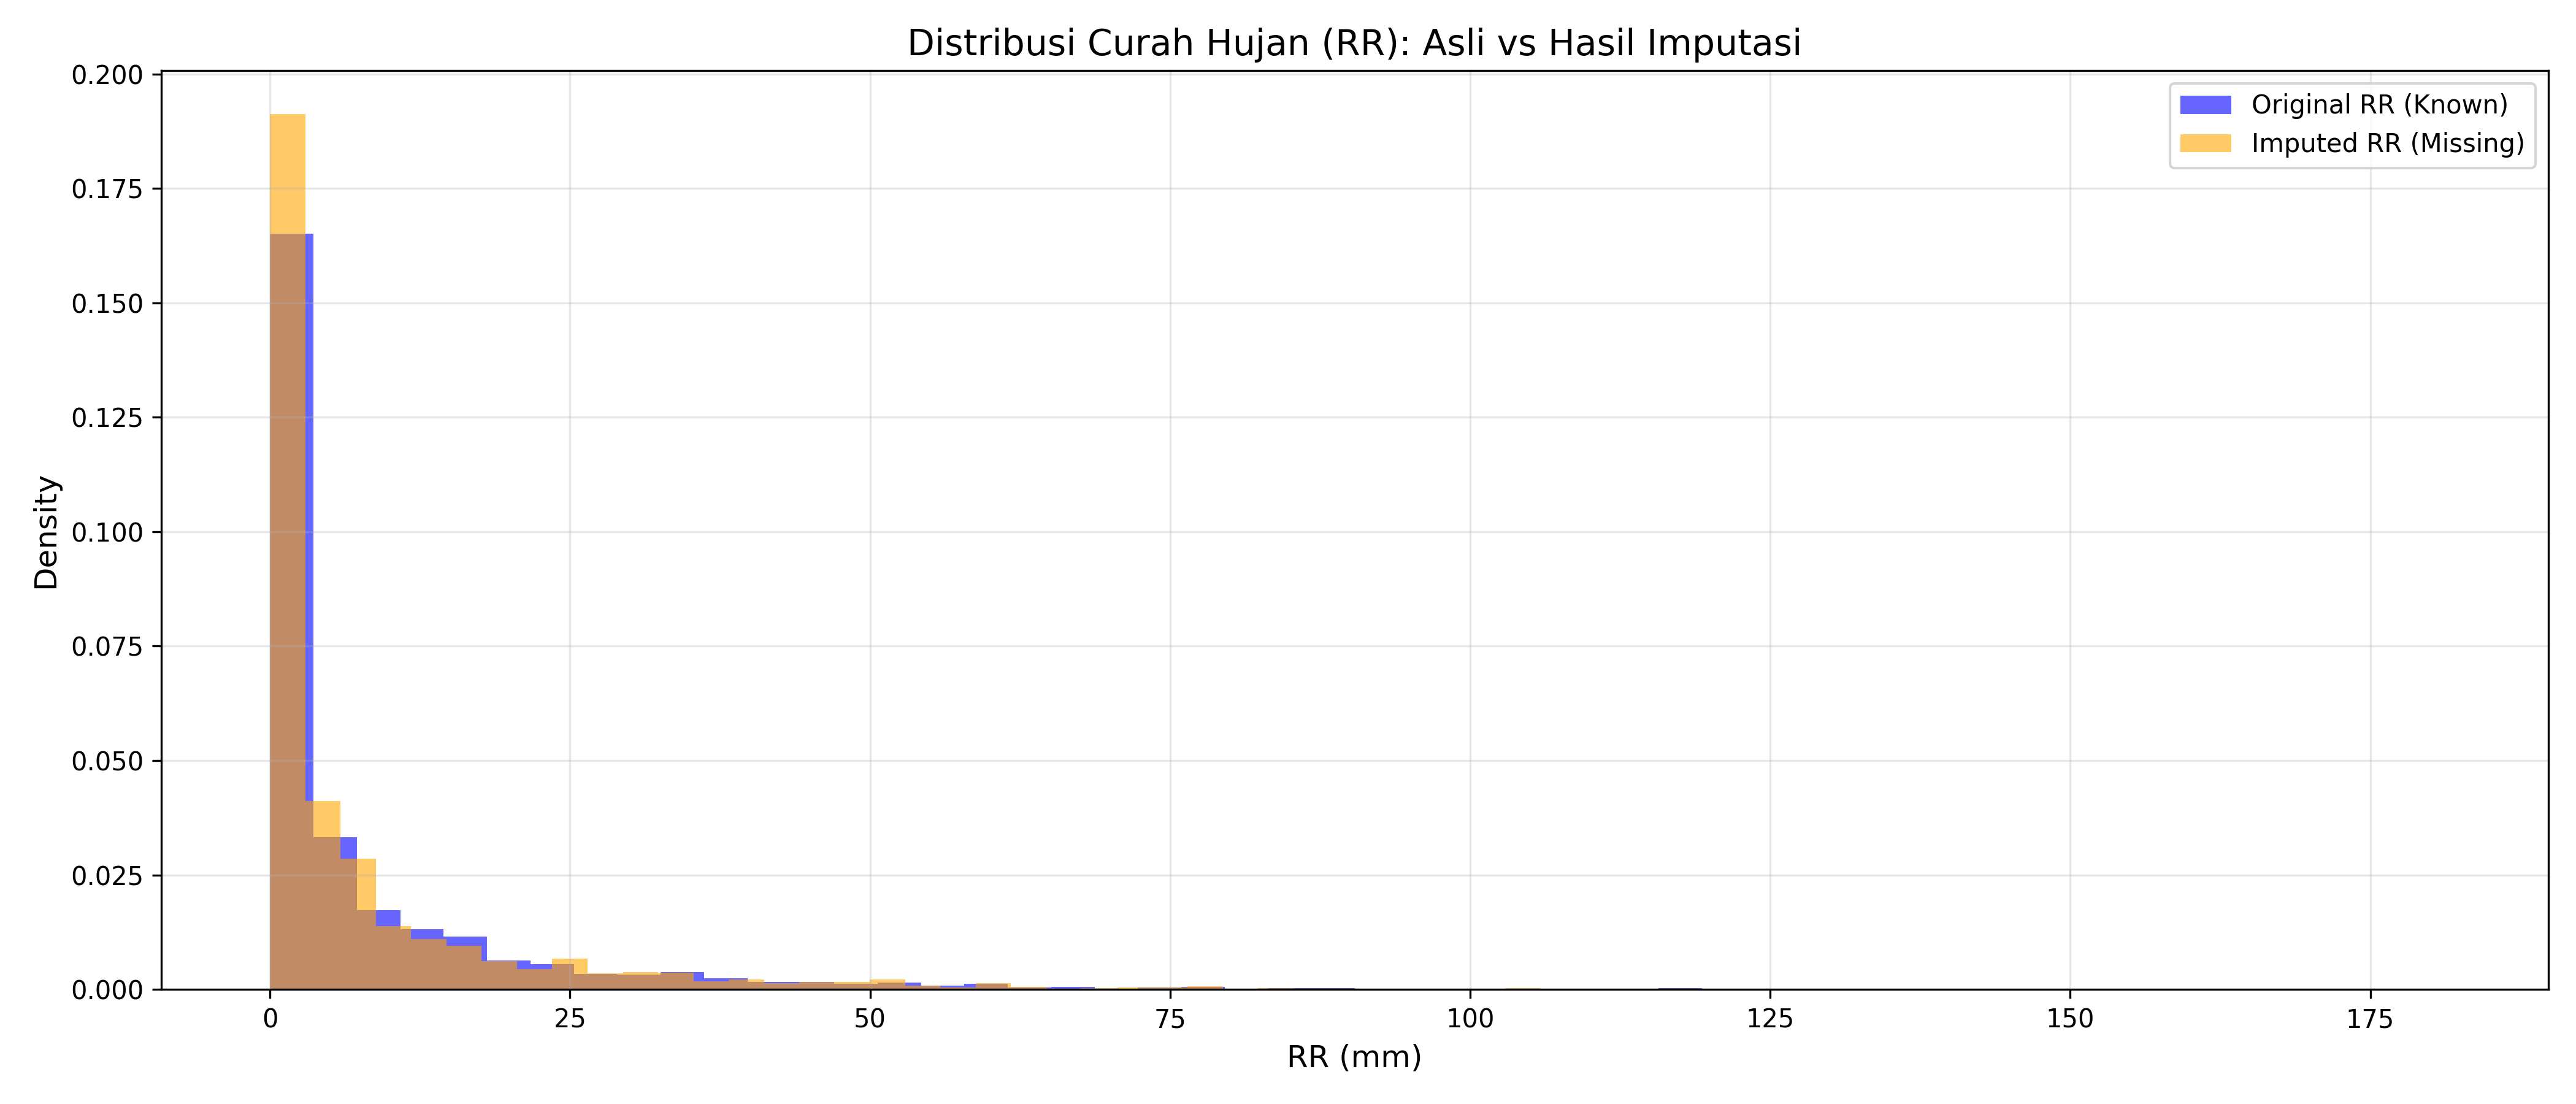 Distribusi Curah Hujan (RR): Asli vs Hasil Imputasi
Original RR (Known)
Imputed RR (Missing)
Density
0.200
0.175
0.150
0.125
0.100
0.075
0.050
0.025
0.000
0 25 50 75 100 125 150 175
RR (mm)